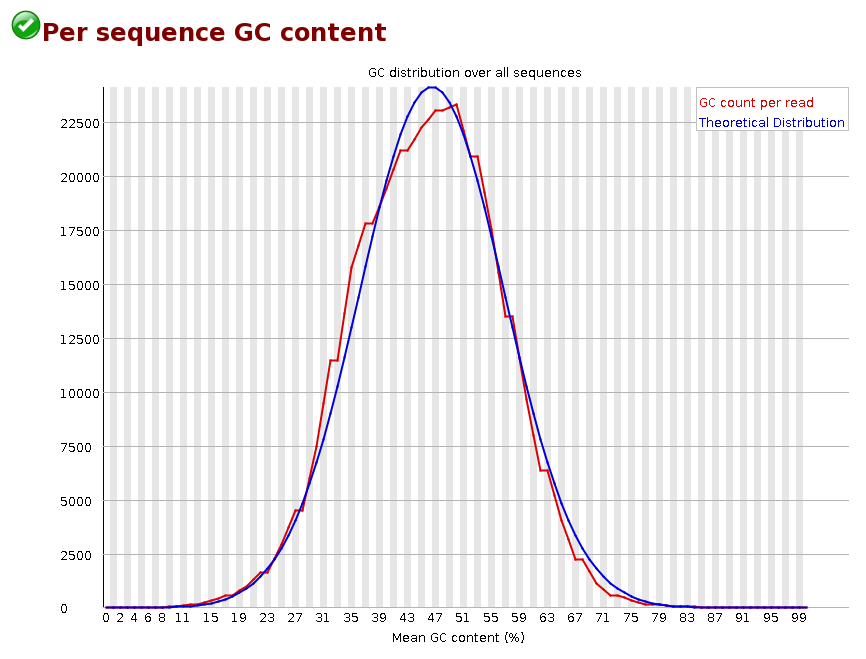 Per sequence GC content
GC distribution over all sequences
GC count per read
Theoretical Distribution
22500
20000
17500
15000
12500
10000
7500
5000
2500
0
0 2 4 6 8 11 15 19 23 27 31 35 39 43 47 51 55 59 63 67 71 75 79 83 87 91 95 99
Mean GC content (%)